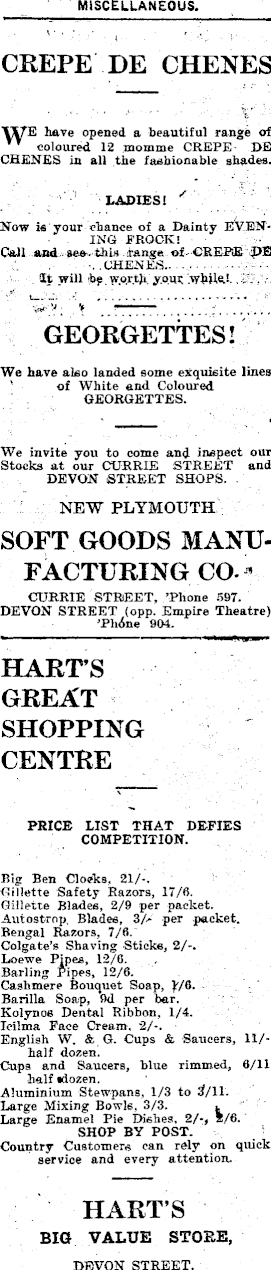 MISCELLANEOUS.
CREPE DE CHENES
WE have opened a beautiful range of
coloured 12 momme CREPE DE
CHENES in all the fashionable shades.
LADIES!
Now is your chance of a Dainty EVEN-
ING FROCK!
Call and see this range of CREPE DE
CHENES.
It will be worth your while!
GEORGETTES!
We have also landed some exquisite lines
of White and Coloured
GEORGETTES.
We invite you to come and inspect our
Stocks at our CURRIE STREET and
DEVON STREET SHOPS.
NEW PLYMOUTH
SOFT GOODS MANU-
FACTURING CO.
CURRIE STREET, 'Phone 597.
DEVON STREET (opp. Empire Theatre)
'Phone 904.
HART'S
GREAT
SHOPPING
CENTRE
PRICE LIST THAT DEFIES
COMPETITION.
Big Ben Clocks, 21/-.
Gillette Safety Razors, 17/6.
Gillette Blades, 2/9 per packet.
Autostrop Blades, 3/- per packet.
Bengal Razors, 7/6.
Colgate's Shaving Sticks, 2/-.
Loewe Pipes, 12/6.
Barling Pipes, 12/6.
Cashmere Bouquet Soap,
Barilla Soap, 9d per bar.
Kolynos Dental Ribbon, 1/4.
Icilma Face Cream, 2/-.
English W. & G. Cups & Saucers, 11/-
half dozen.
Cups and Saucers, blue rimmed, 6/11
half dozen.
Aluminium Stewpans, 1/3 to 3/11.
Large Mixing Bowls, 3/3.
Large Enamel Pie Dishes, 2/-,
SHOP BY POST.
Country Customers can rely on quick
service and every attention.
HART'S
BIG VALUE STORE,
DEVON STREET.